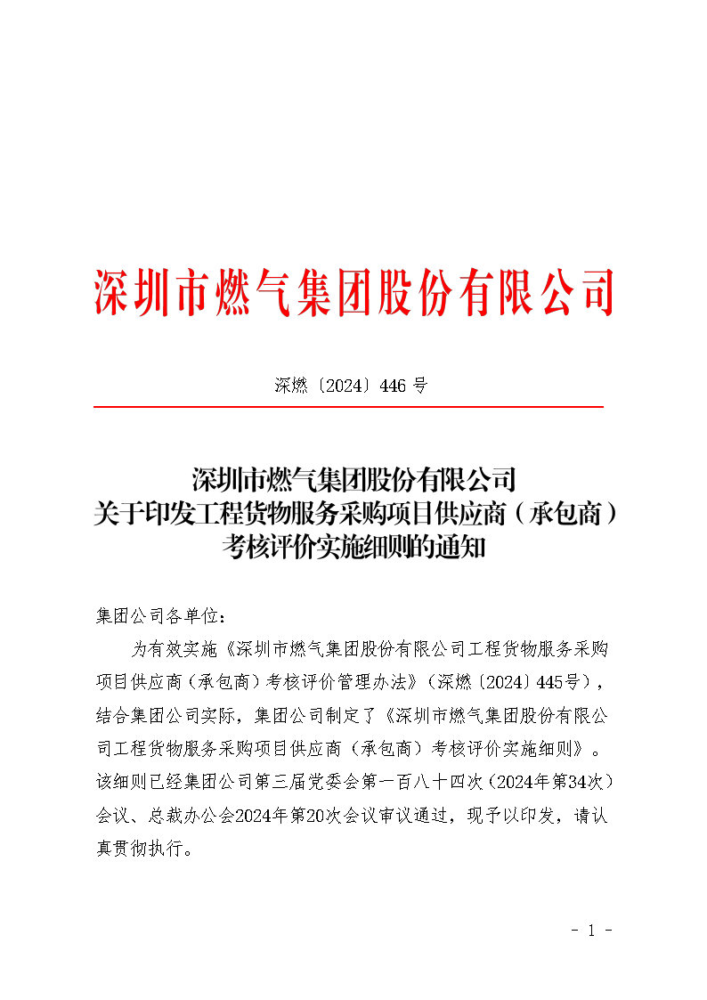 深圳市燃气集团股份有限公司
深燃〔2024〕446 号
深圳市燃气集团股份有限公司
关于印发工程货物服务采购项目供应商（承包商）
考核评价实施细则的通知
集团公司各单位：
为有效实施《深圳市燃气集团股份有限公司工程货物服务采购
项目供应商（承包商）考核评价管理办法》（深燃〔2024〕445号），
结合集团公司实际，集团公司制定了《深圳市燃气集团股份有限公
司工程货物服务采购项目供应商（承包商）考核评价实施细则》。
该细则已经集团公司第三届党委会第一百八十四次（2024年第34次）
会议、总裁办公会2024年第20次会议审议通过，现予以印发，请认
真贯彻执行。
- 1 -